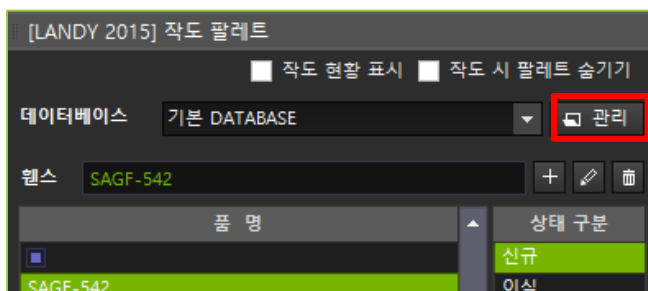 [LANDY 2015] 작도 팔레트
작도 현황 표시 작도 시 팔레트 숨기기
데이터베이스 기본 DATABASE 관리
휀스 SAGF-542
품 명 상태 구분
신규
SAGF-542 이식